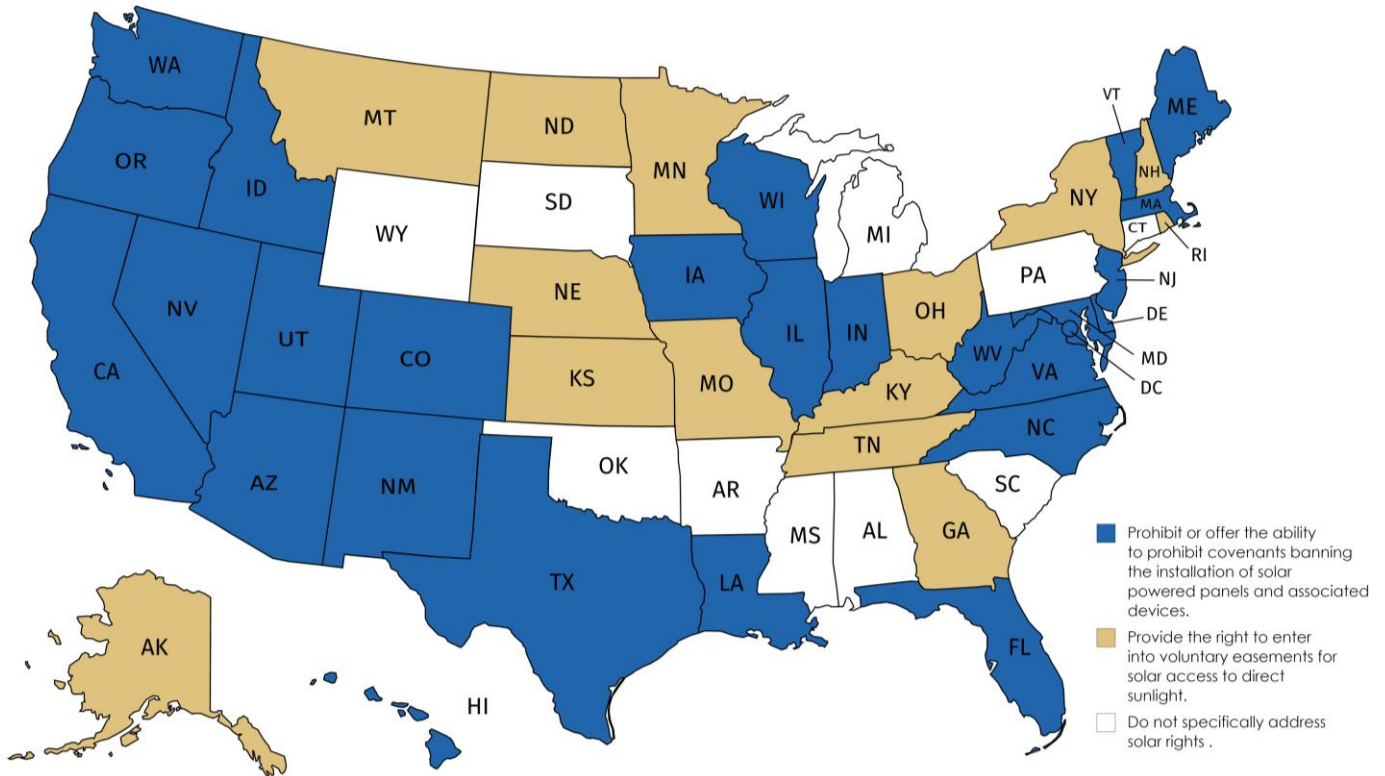 WA
MT
ND
MN
VT
ME
OR
ID
SD
WI
NH
NY
MA
WY
MI
CT
RI
IA
PA
NJ
NE
NV
OH
DE
UT
IL
IN
CO
WV
MD
CA
KS
MO
VA
DC
KY
NC
TN
OK
AZ
NM
AR
SC
MS
AL
GA
TX
LA
AK
FL
HI
Prohibit or offer the ability
to prohibit covenants banning
the installation of solar
powered panels and associated
devices.
Provide the right to enter
into voluntary easements for
solar access to direct
sunlight.
Do not specifically address
solar rights .